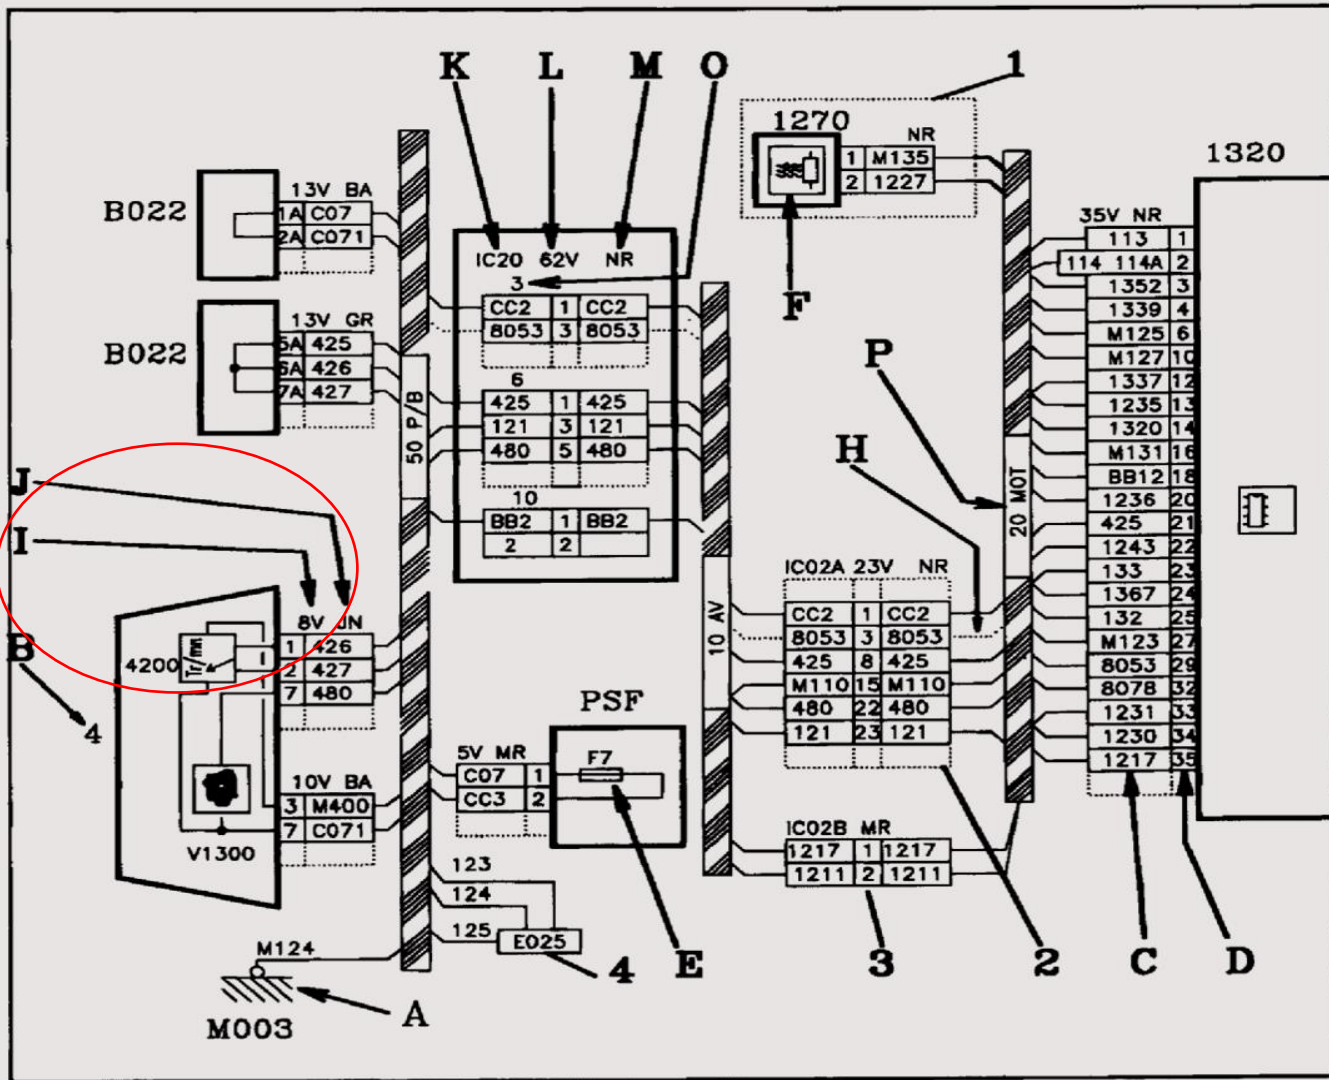 K L M O 1
1270 NR
1 M135
2 1227
1320
B022 13V BA
1A C07
2A C071
IC20 62V NR
3
CC2 1 CC2
8053 3 8053
F
35V NR
113 1
114 114A 2
1352 3
1339 4
M125 6
M127 10
1337 12
1235 13
1320 14
M131 16
BB12 18
1236 20
425 21
1243 22
133 23
1367 24
132 25
M123 27
8053 29
8078 32
1231 33
1230 34
1217 35
B022 13V GR
5A 425
6A 426
7A 427
50 P/B
6
425 1 425
121 3 121
480 5 480
10
BB2 1 BB2
2 2
P
H
20 MOT
J
I
B
4
8V JN
1 426
2 427
7 480
4200 Tr/mn
10V BA
3 M400
7 C071
V1300
10 AV
IC02A 23V NR
CC2 1 CC2
8053 3 8053
425 8 425
M110 15 M110
480 22 480
121 23 121
PSF
5V MR
C07 1
CC3 2
F7
IC02B MR
1217 1 1217
1211 2 1211
123
124
125
E025
4 E 3 2 C D
M124
A
M003